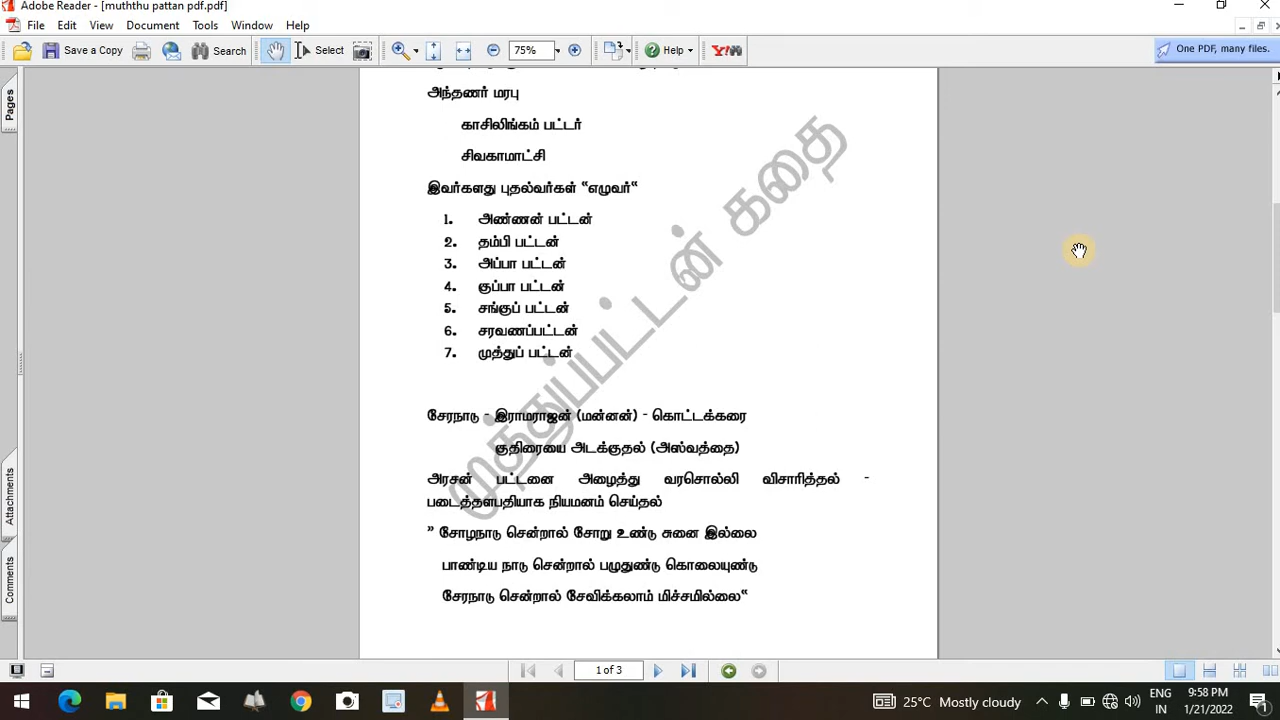 Adobe Reader - [muththu pattan pdf.pdf]
File Edit View Document Tools Window Help
Save a Copy Search Select 75% Help Y! One PDF, many files.
Pages
அந்தணர் மரபு
காசிலிங்கம் பட்டர்
சிவகாமாட்சி
இவர்களது புதல்வர்கள் “எழுவர்“
1. அண்ணன் பட்டன்
2. தம்பி பட்டன்
3. அப்பா பட்டன்
4. குப்பா பட்டன்
5. சங்குப் பட்டன்
6. சரவணப்பட்டன்
7. முத்துப் பட்டன்
முத்துப்பட்டன் கதை
சேரநாடு - இராமராஜன் (மன்னன்) - கொட்டக்கரை
குதிரையை அடக்குதல் (அஸ்வத்தை)
அரசன் பட்டனை அழைத்து வரசொல்லி விசாரித்தல் -
படைத்தளபதியாக நியமனம் செய்தல்
” சோழநாடு சென்றால் சோறு உண்டு சுனை இல்லை
பாண்டிய நாடு சென்றால் பழுதுண்டு கொலையுண்டு
சேரநாடு சென்றால் சேவிக்கலாம் மிச்சமில்லை“
Attachments
Comments
1 of 3
25°C Mostly cloudy
ENG
IN
9:58 PM
1/21/2022